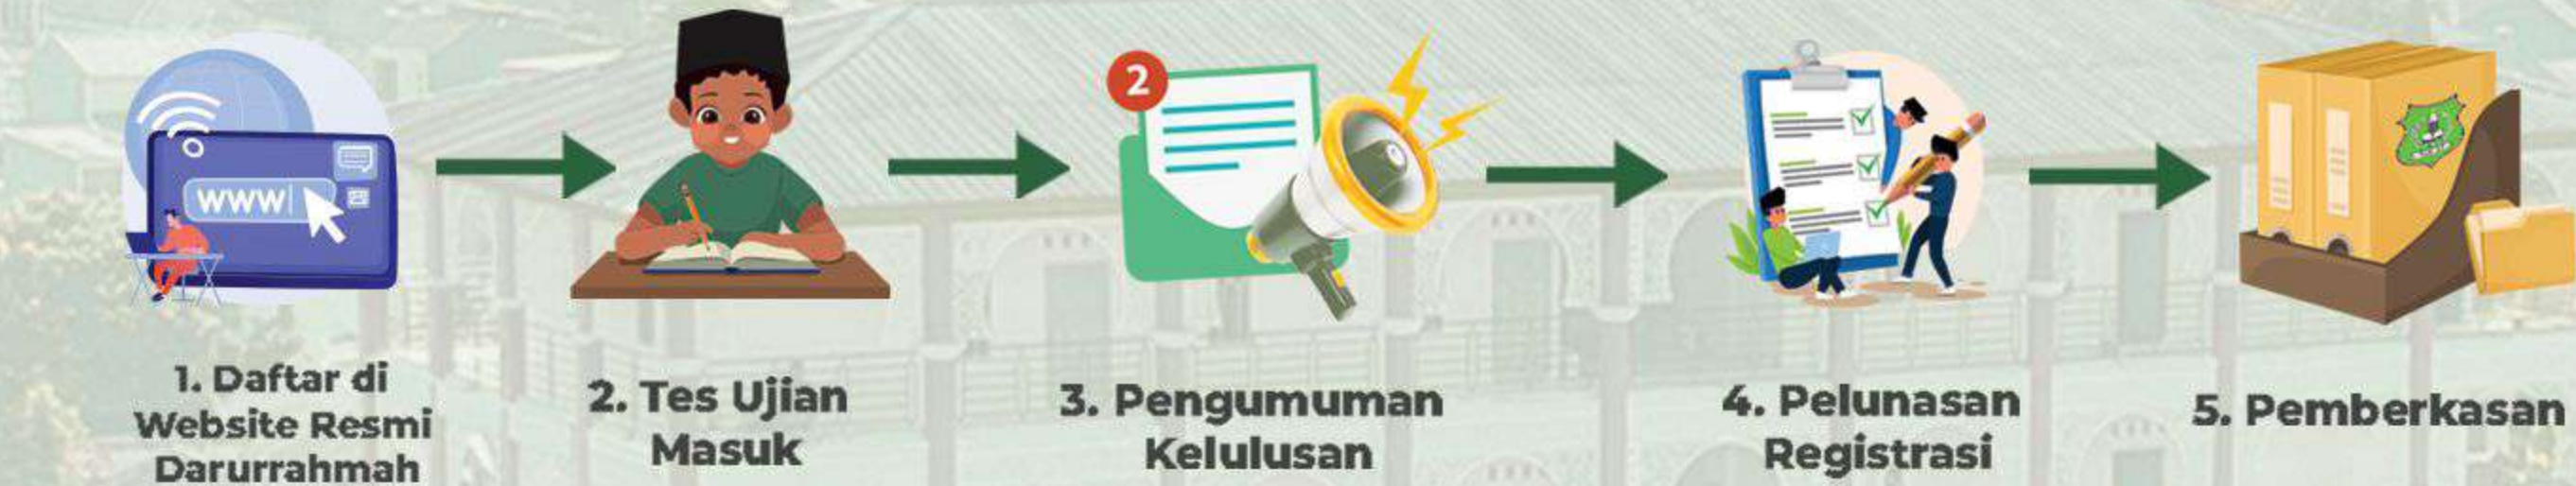 2
www
1. Daftar di
Website Resmi
Darurrahmah
2. Tes Ujian
Masuk
3. Pengumuman
Kelulusan
4. Pelunasan
Registrasi
5. Pemberkasan